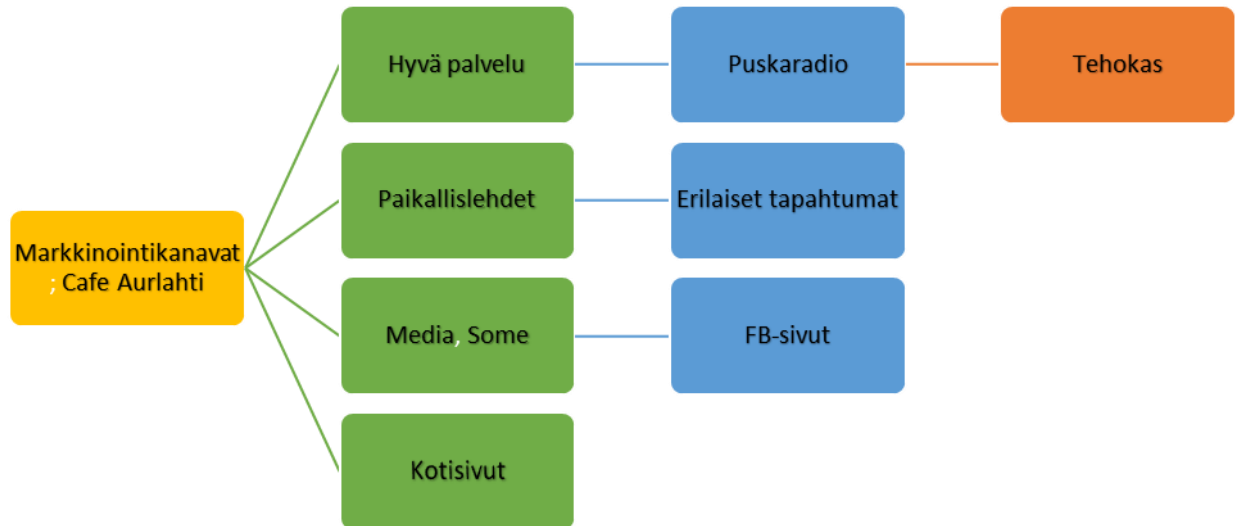 Markkinointikanavat
; Cafe Aurlahti
Hyvä palvelu
Puskaradio
Tehokas
Paikallislehdet
Erilaiset tapahtumat
Media, Some
FB-sivut
Kotisivut